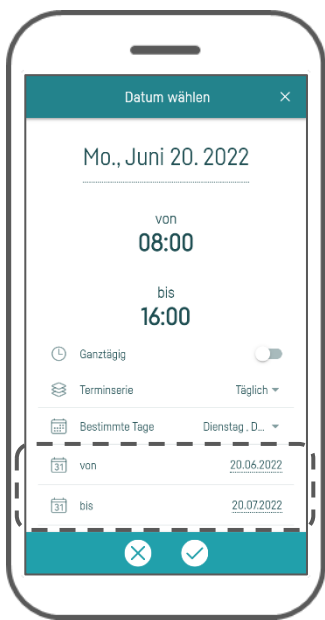 Datum wählen
Mo., Juni 20. 2022
von
08:00
bis
16:00
Ganztägig
Terminserie Täglich
Bestimmte Tage Dienstag . D...
31 von 20.06.2022
31 bis 20.07.2022